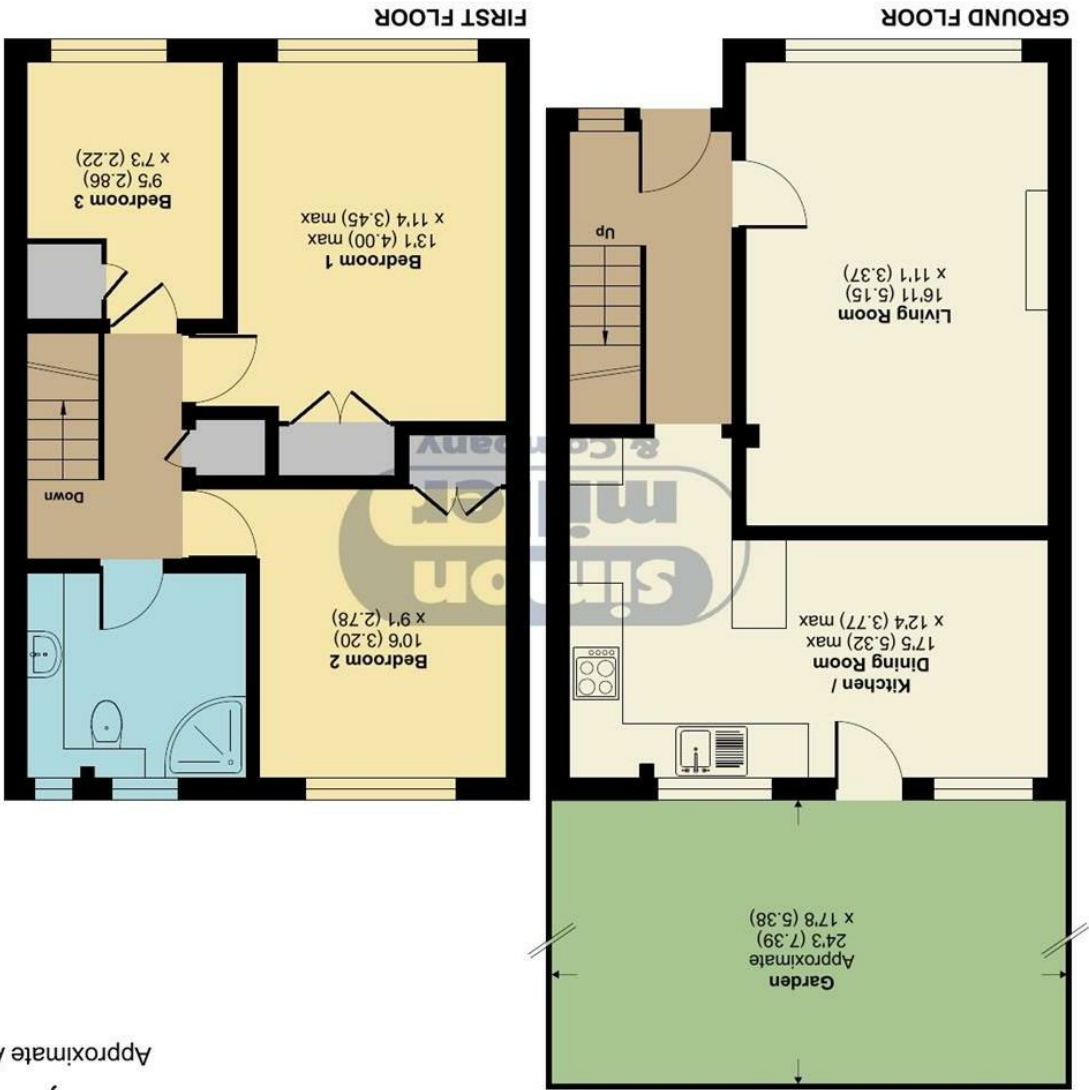 Approximate
Garden
Approximate
24'3 (7.39)
x 17'8 (5.38)
Kitchen /
Dining Room
17'5 (5.32) max
x 12'4 (3.77) max
Living Room
16'11 (5.15)
x 11'1 (3.37)
Up
GROUND FLOOR
Bedroom 2
10'6 (3.20)
x 9'1 (2.78)
Down
Bedroom 1
13'1 (4.00) max
x 11'4 (3.45) max
Bedroom 3
9'5 (2.86)
x 7'3 (2.22)
FIRST FLOOR
simon
miller
& Company